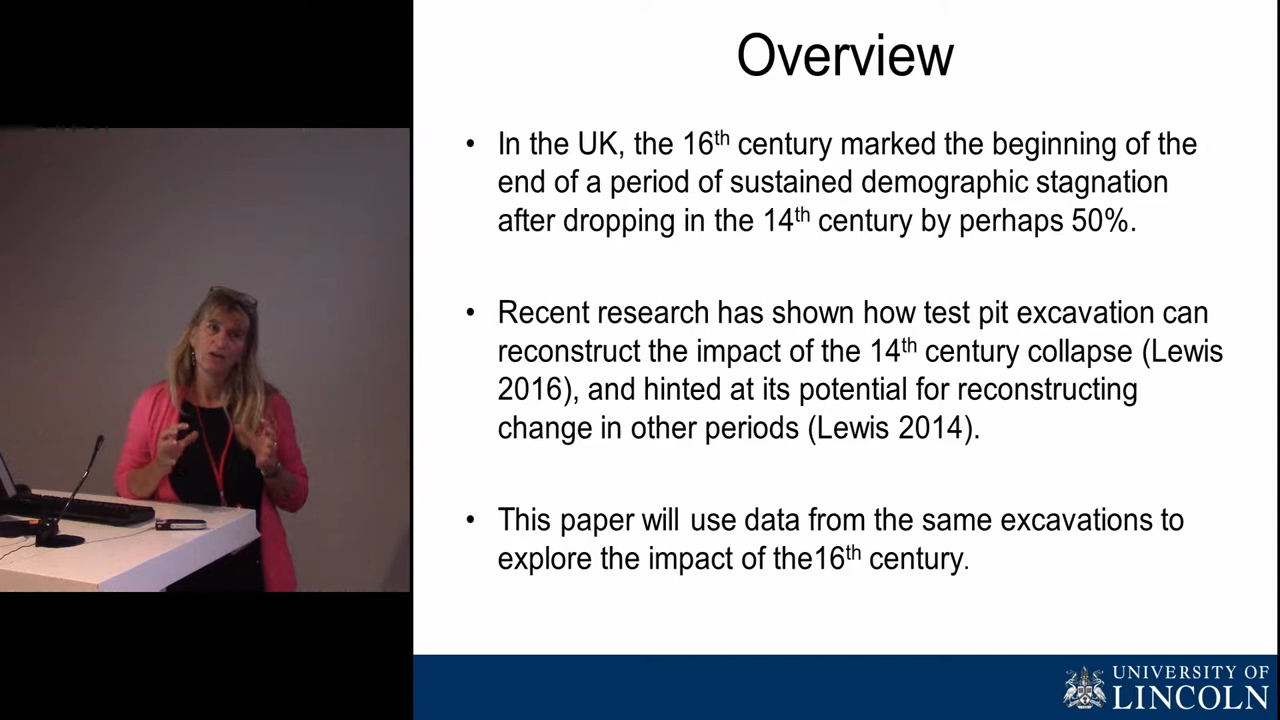 Overview
• In the UK, the 16th century marked the beginning of the
end of a period of sustained demographic stagnation
after dropping in the 14th century by perhaps 50%.
• Recent research has shown how test pit excavation can
reconstruct the impact of the 14th century collapse (Lewis
2016), and hinted at its potential for reconstructing
change in other periods (Lewis 2014).
• This paper will use data from the same excavations to
explore the impact of the16th century.
UNIVERSITY OF
LINCOLN